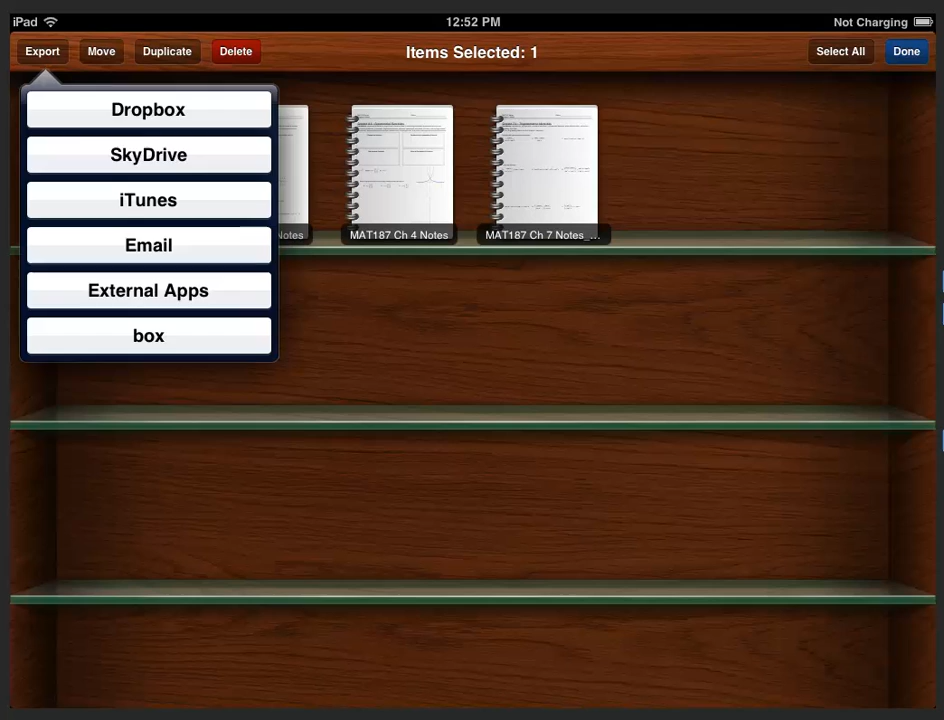 iPad 12:52 PM Not Charging
Export Move Duplicate Delete Items Selected: 1 Select All Done
Dropbox
SkyDrive
iTunes
Email
External Apps
box
Notes MAT187 Ch 4 Notes MAT187 Ch 7 Notes_...